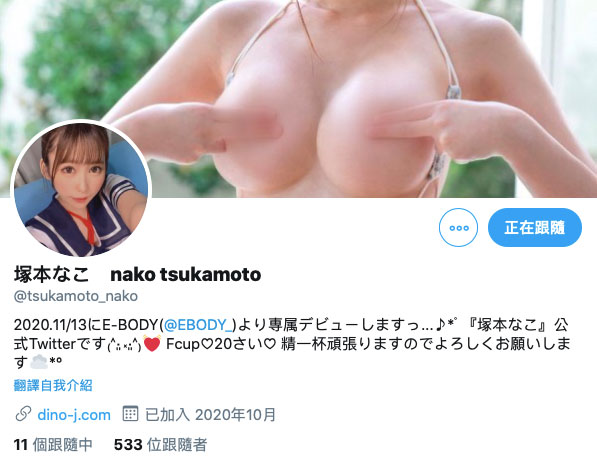 正在跟隨
塚本なこ　nako tsukamoto
@tsukamoto_nako
2020.11/13にE-BODY(@EBODY_)より専属デビューしますっ...♪*ﾟ『塚本なこ』公
式Twitterです₍ᐢ⸝⸝› ̫ ‹⸝⸝ᐢ₎❤️ Fcup♡20さい♡ 精一杯頑張りますのでよろしくお願いしま
す☁️*º
翻譯自我介紹
dino-j.com 已加入 2020年10月
11 個跟隨中 533 位跟隨者